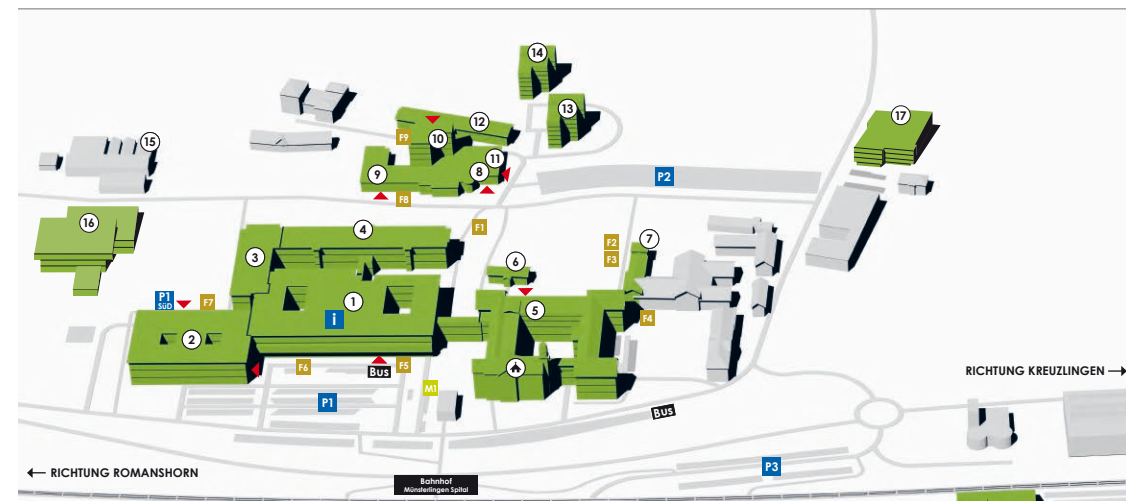 14
13
17
12
F9
10
15
11
9
8
P2
F8
16
F1
7
4
F2
3
F3
6
P1
SüD
F7
1
5
i
F4
2
F6
Bus
F5
M1
P1
Bus
RICHTUNG KREUZLINGEN →
← RICHTUNG ROMANSHORN
P3
Bahnhof
Münsterlingen Spital